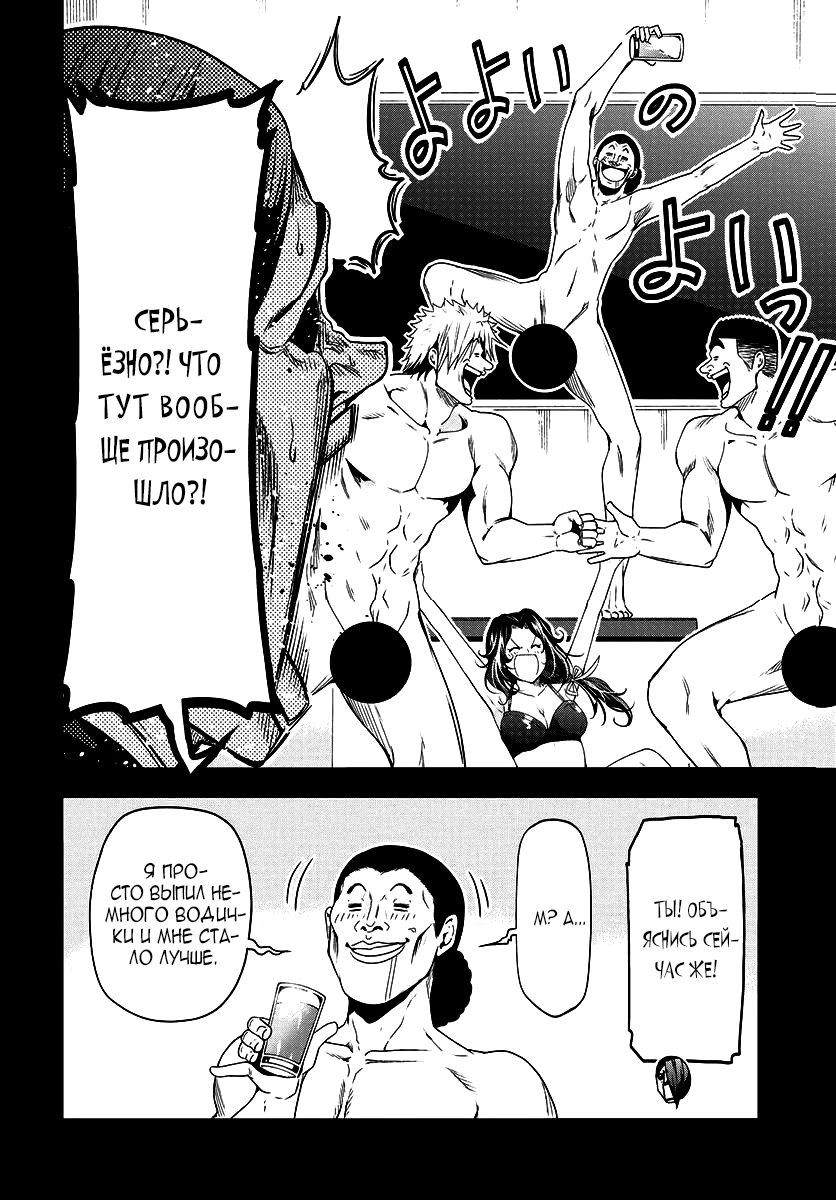 よよい
の
よいっ!!
СЕРЬ-
ЁЗНО?! ЧТО
ТУТ ВООБ-
ЩЕ ПРОИЗО-
ШЛО?!
ТЫ! ОБЪ-
ЯСНИСЬ СЕЙ-
ЧАС ЖЕ!
М? А...
Я ПРО-
СТО ВЫПИЛ НЕ-
МНОГО ВОДИЧ-
КИ И МНЕ СТА-
ЛО ЛУЧШЕ.